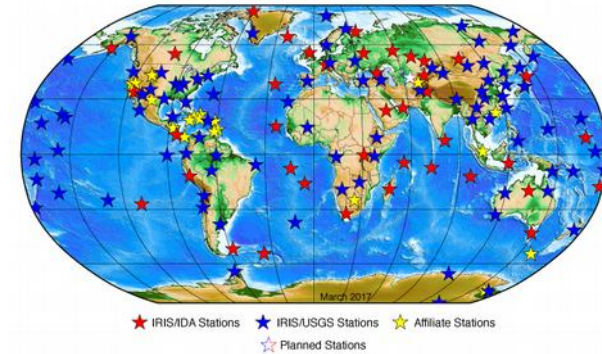 March 2017
IRIS/IDA Stations IRIS/USGS Stations Affiliate Stations
Planned Stations